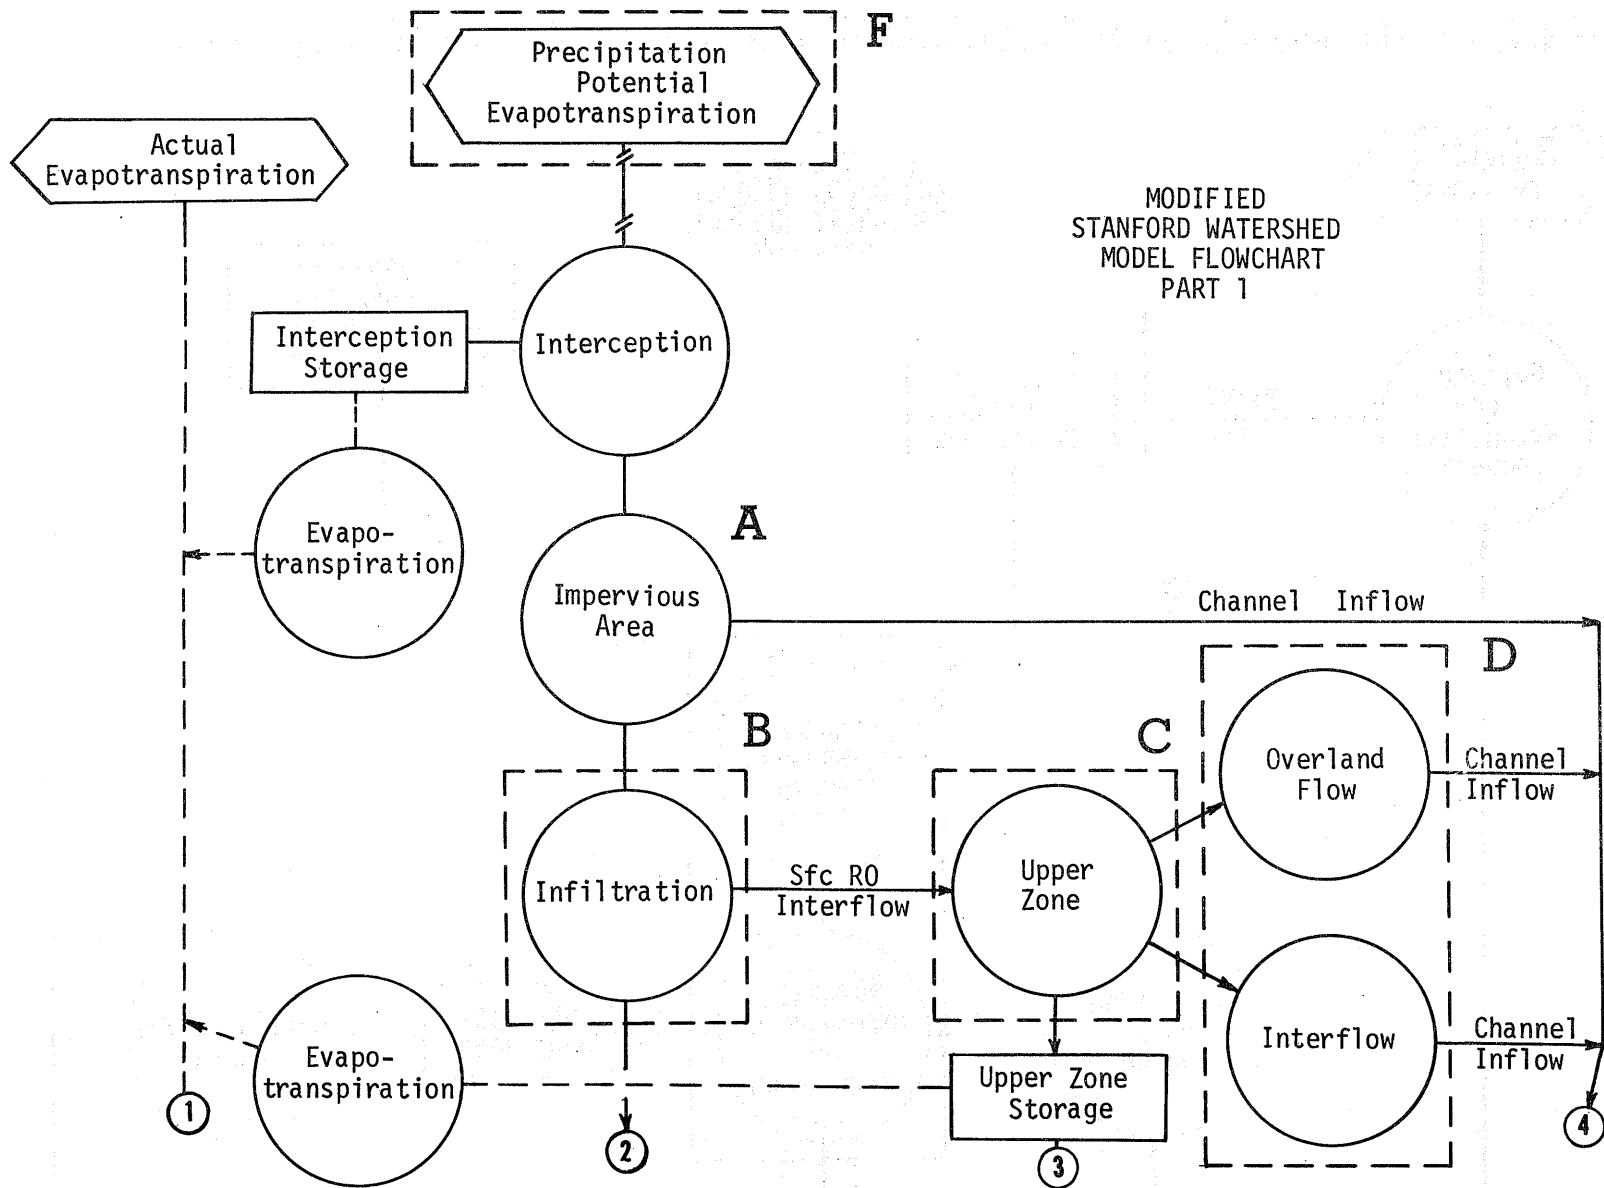 F
Precipitation
Potential
Evapotranspiration
Actual
Evapotranspiration
MODIFIED
STANFORD WATERSHED
MODEL FLOWCHART
PART 1
Interception
Storage
Interception
A
Evapo-
transpiration
Impervious
Area
Channel Inflow
D
B
C
Overland
Flow
Channel
Inflow
Infiltration
Sfc RO
Interflow
Upper
Zone
Interflow
Channel
Inflow
Evapo-
transpiration
Upper Zone
Storage
1
2
3
4